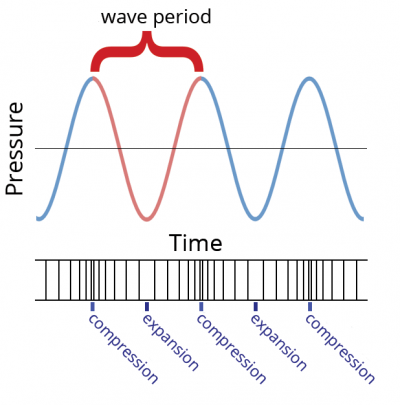 wave period
Pressure
Time
compression
expansion
compression
expansion
compression